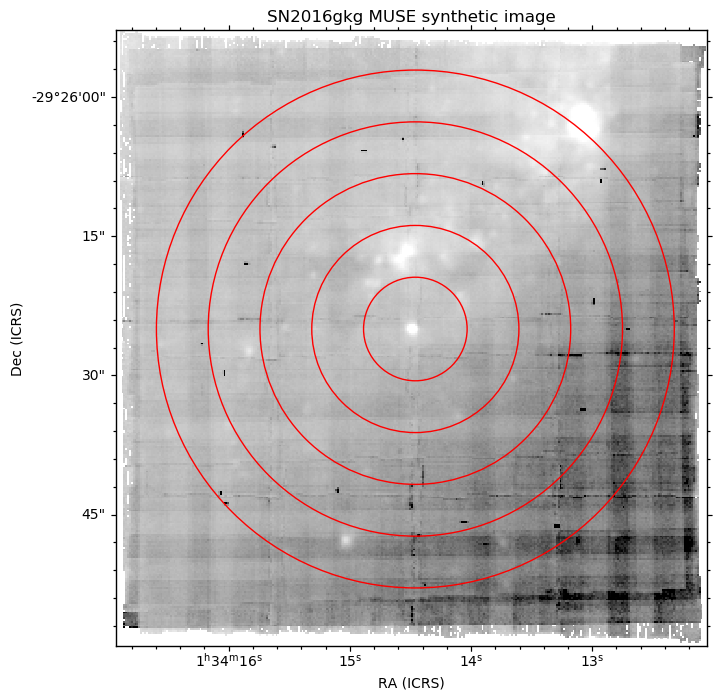 SN2016gkg MUSE synthetic image
-29°26'00"
15"
30"
45"
Dec (ICRS)
1ʰ34ᵐ16ˢ 15ˢ 14ˢ 13ˢ
RA (ICRS)